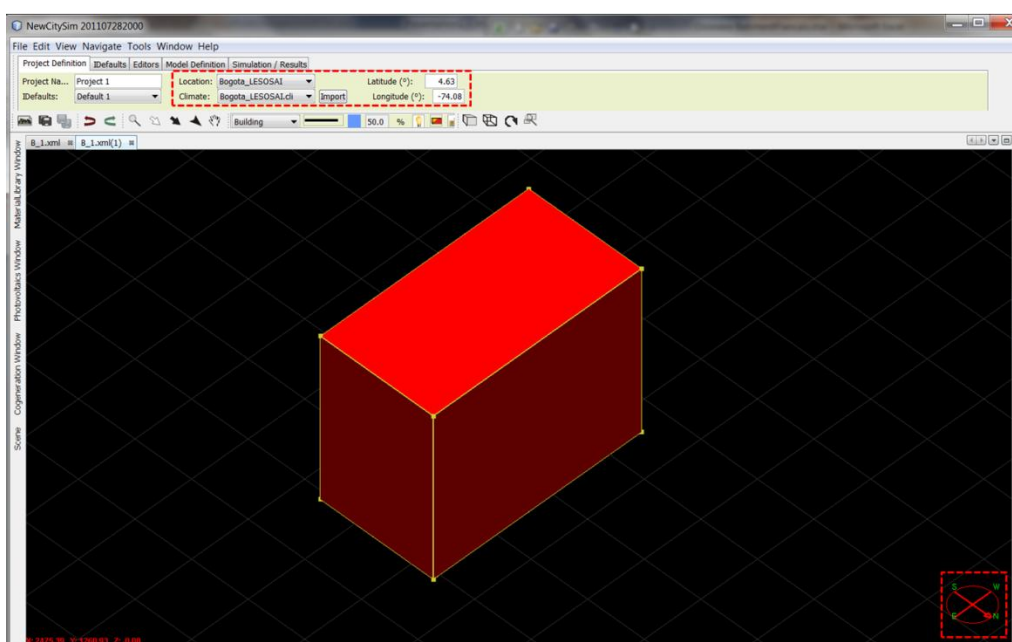 NewCitySim 201107282000
File Edit View Navigate Tools Window Help
Project Definition IDefaults Editors Model Definition Simulation / Results
Project Na... Project 1 Location: Bogota_LESOSAI Latitude (º): 4.63
IDefaults: Default 1 Climate: Bogota_LESOSAI.cli Import Longitude (º): -74.08
Building 50.0 %
B_1.xml B_1.xml(1)
MaterialLibrary Window
Photovoltaics Window
Cogeneration Window
Scene
S W
E N